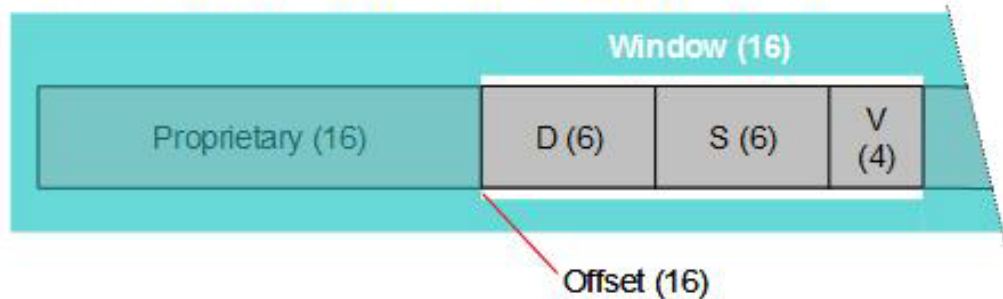 Window (16)
Proprietary (16)
D (6)
S (6)
V
(4)
Offset (16)